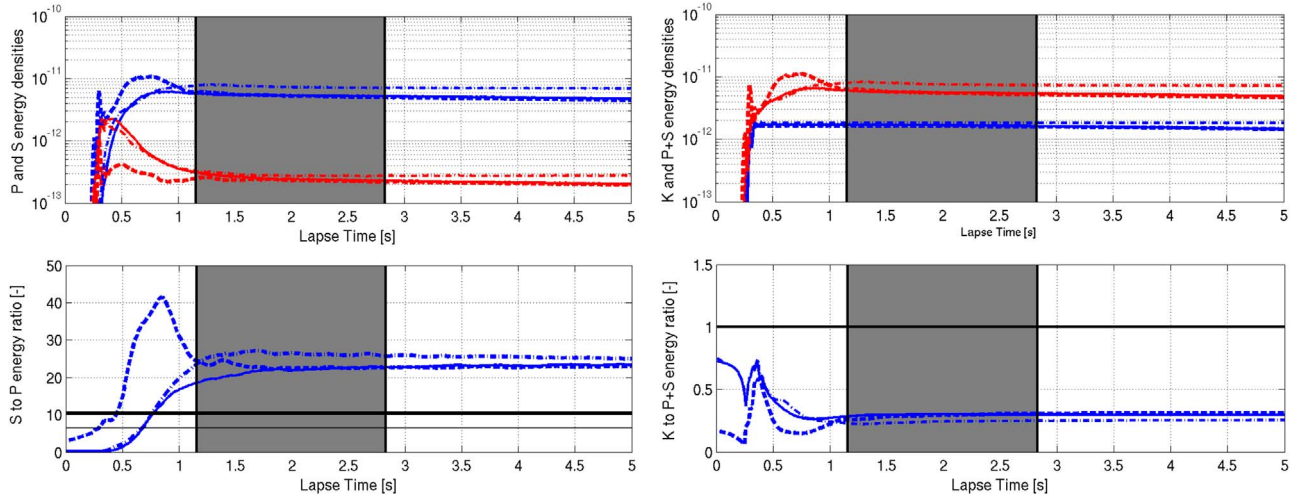 P and S energy densities
10^-10
10^-11
10^-12
10^-13
0 0.5 1 1.5 2 2.5 3 3.5 4 4.5 5
Lapse Time [s]
K and P+S energy densities
10^-10
10^-11
10^-12
10^-13
0 0.5 1 1.5 2 2.5 3 3.5 4 4.5 5
Lapse Time [s]
S to P energy ratio [-]
50
40
30
20
10
0
0 0.5 1 1.5 2 2.5 3 3.5 4 4.5 5
Lapse Time [s]
K to P+S energy ratio [-]
1.5
1
0.5
0
0 0.5 1 1.5 2 2.5 3 3.5 4 4.5 5
Lapse Time [s]